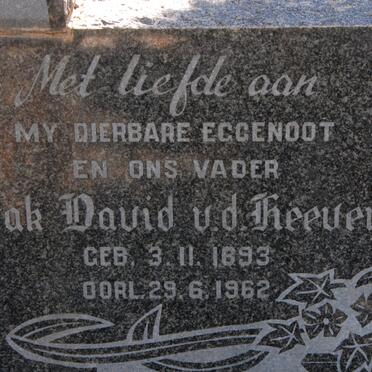 Met liefde aan
MY DIERBARE EGGENOOT
EN ONS VADER
ak David v.d. Heever
GEB. 3.11.1893
OORL. 29.6.1962